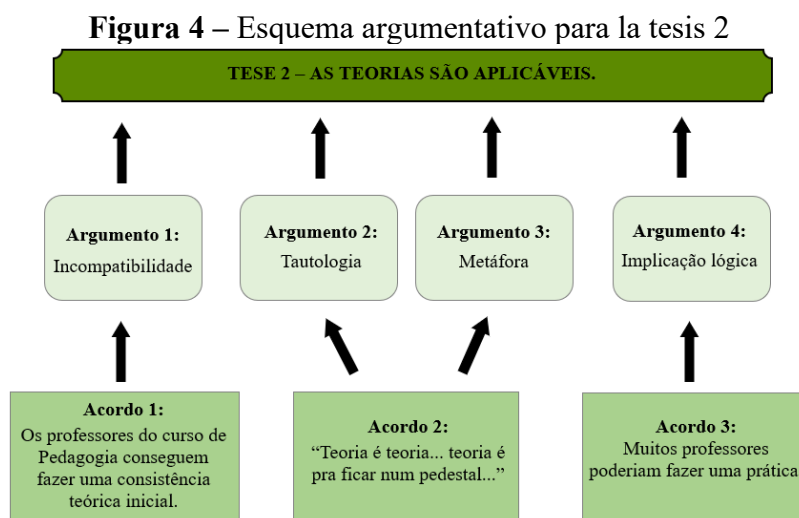 Figura 4 – Esquema argumentativo para la tesis 2
TESE 2 – AS TEORIAS SÃO APLICÁVEIS.
Argumento 1:
Incompatibilidade
Argumento 2:
Tautologia
Argumento 3:
Metáfora
Argumento 4:
Implicação lógica
Acordo 1:
Os professores do curso de
Pedagogia conseguem
fazer uma consistência
teórica inicial.
Acordo 2:
“Teoria é teoria... teoria é
pra ficar num pedestal...”
Acordo 3:
Muitos professores
poderiam fazer uma prática